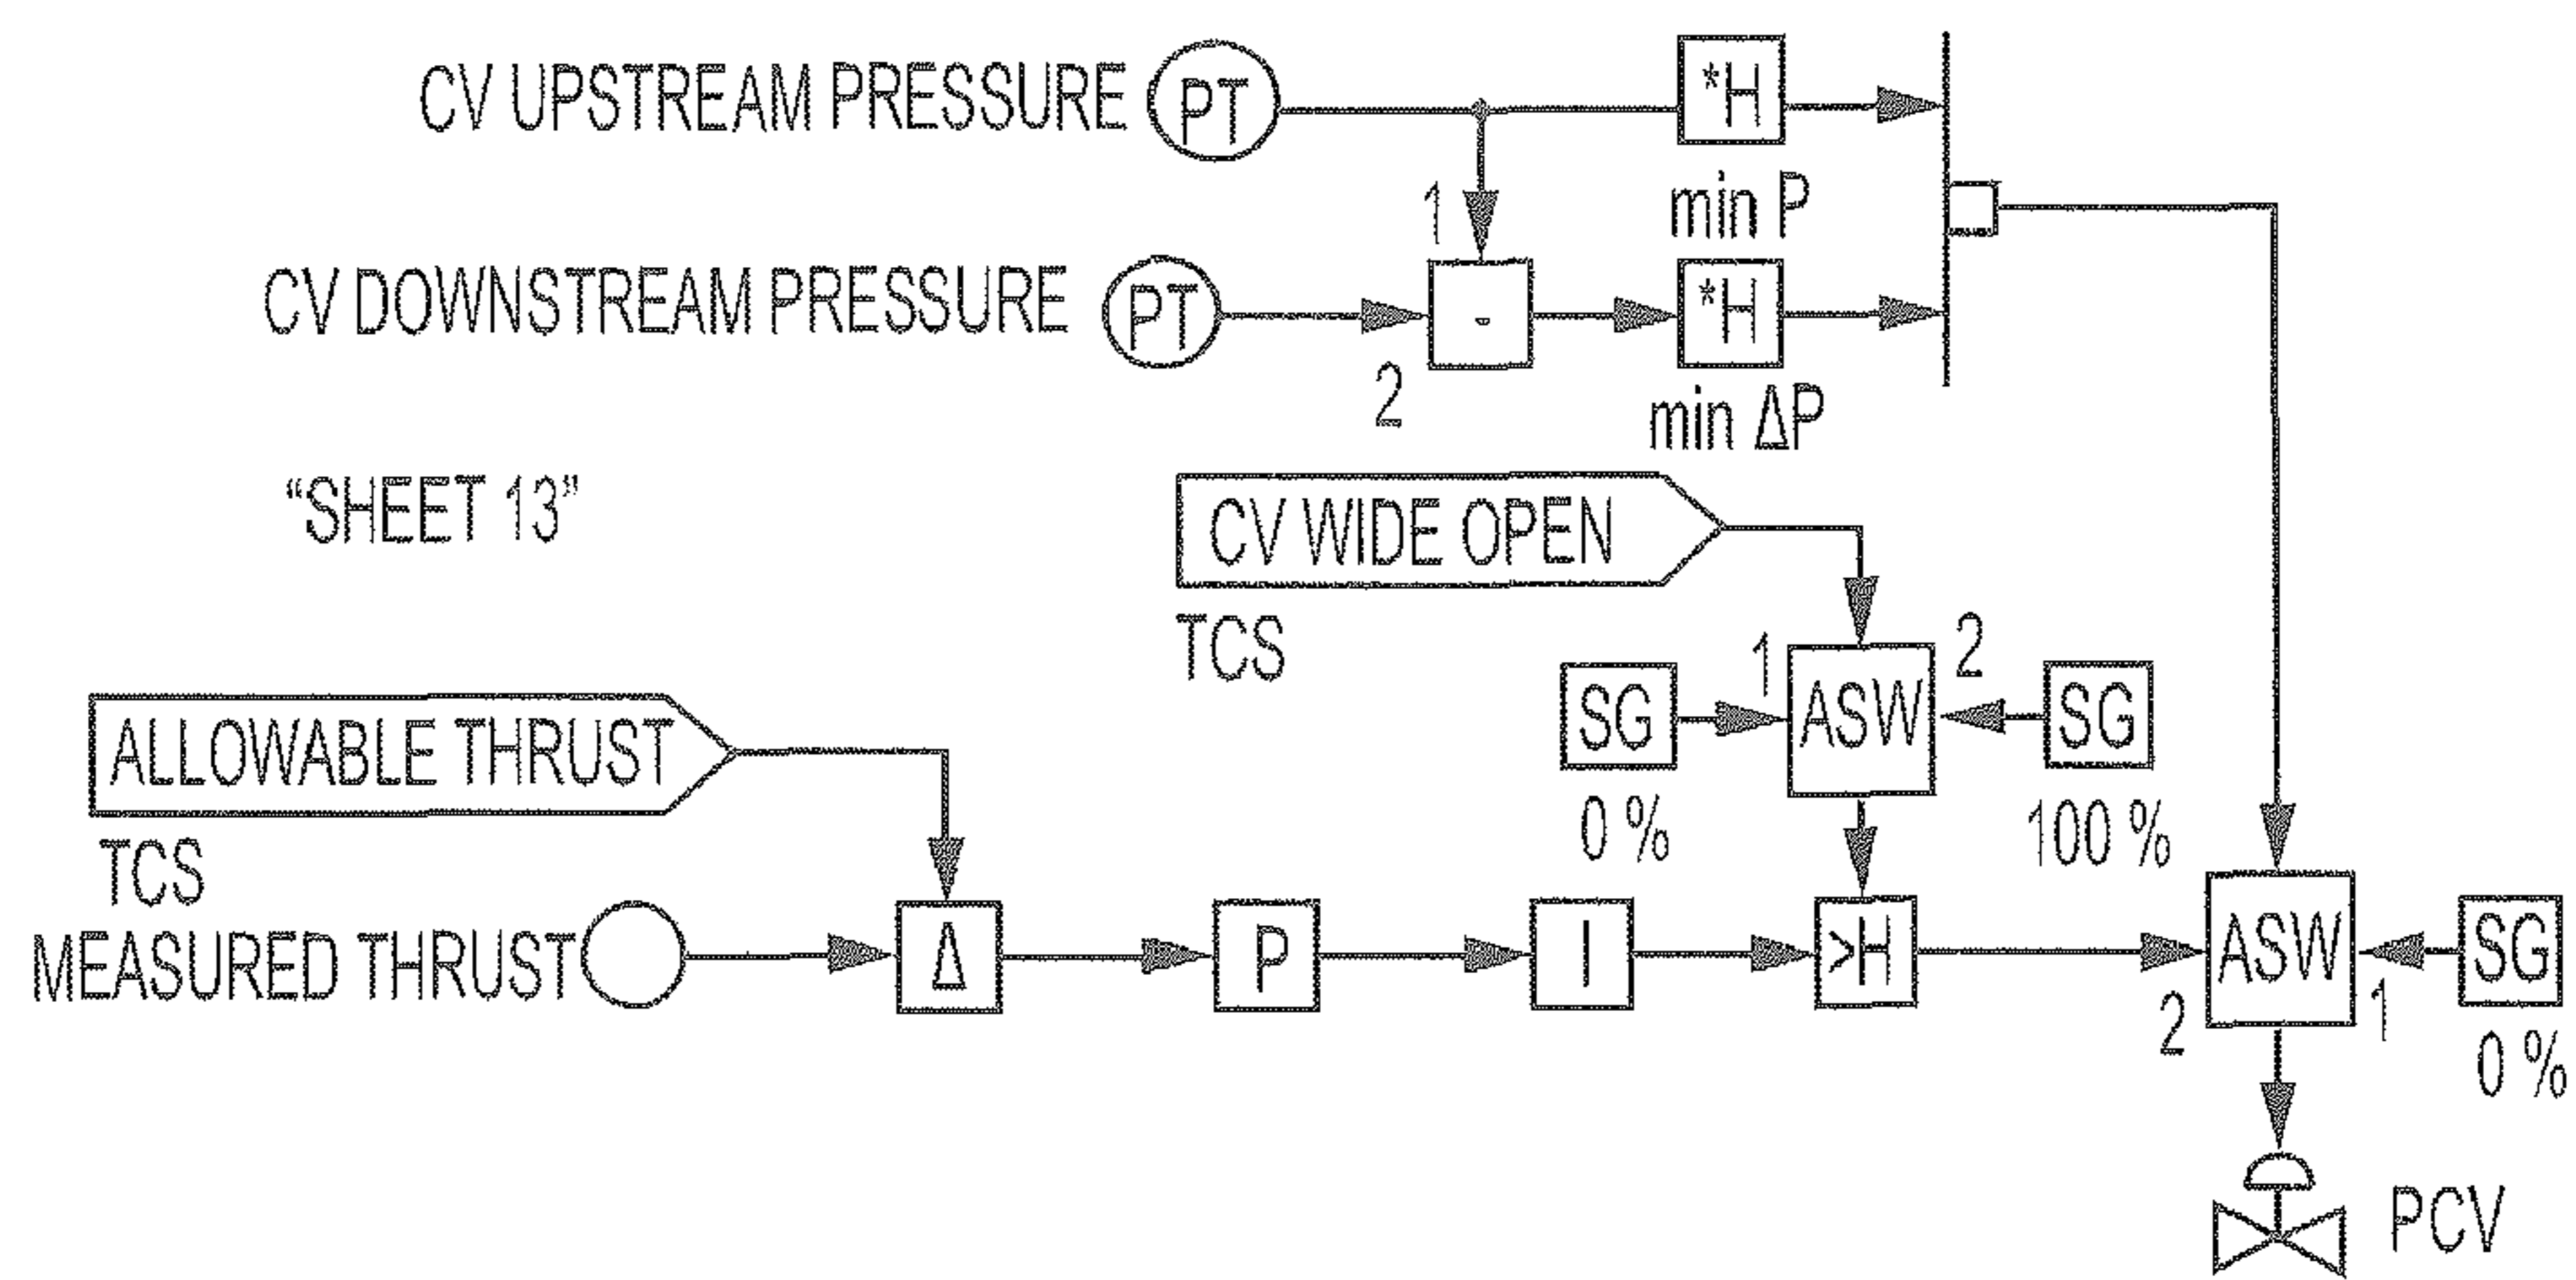 CV UPSTREAM PRESSURE PT *H
min P
1
CV DOWNSTREAM PRESSURE PT - *H
2
min ΔP
“SHEET 13”
CV WIDE OPEN
TCS
1 2
SG ASW SG
0 % 100 %
ALLOWABLE THRUST
TCS
MEASURED THRUST Δ P I >H ASW SG
2 1
0 %
PCV